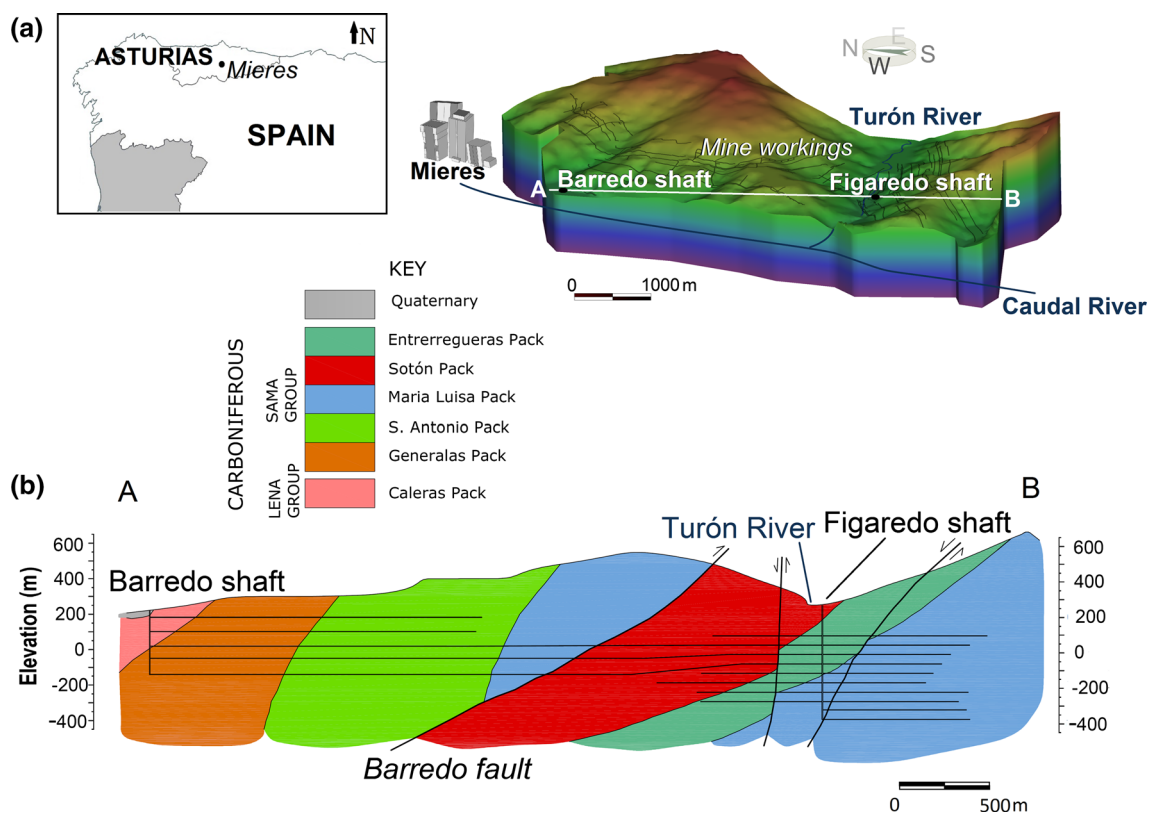 (a)
N
ASTURIAS
Mieres
SPAIN
N
E
S
W
Turón River
Mine workings
Mieres
A
Barredo shaft
Figaredo shaft
B
0
1000 m
Caudal River
KEY
Quaternary
CARBONIFEROUS
SAMA
GROUP
LENA
GROUP
Entrerregueras Pack
Sotón Pack
Maria Luisa Pack
S. Antonio Pack
Generalas Pack
Caleras Pack
(b)
A
B
Turón River
Figaredo shaft
Barredo shaft
Elevation (m)
600
400
200
0
−200
−400
600
400
200
0
−200
−400
Barredo fault
0
500 m